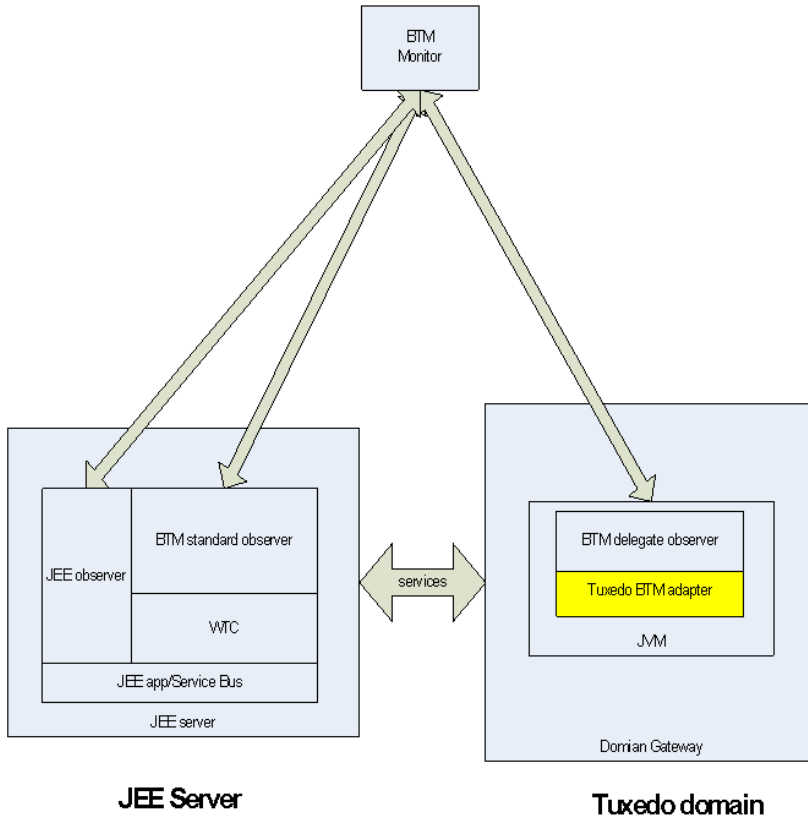 BTM
Monitor
BTM standard observer
JEE observer
WTC
JEE app/Service Bus
JEE server
services
BTM delegate observer
Tuxedo BTM adapter
JVM
Domian Gateway
JEE Server
Tuxedo domain